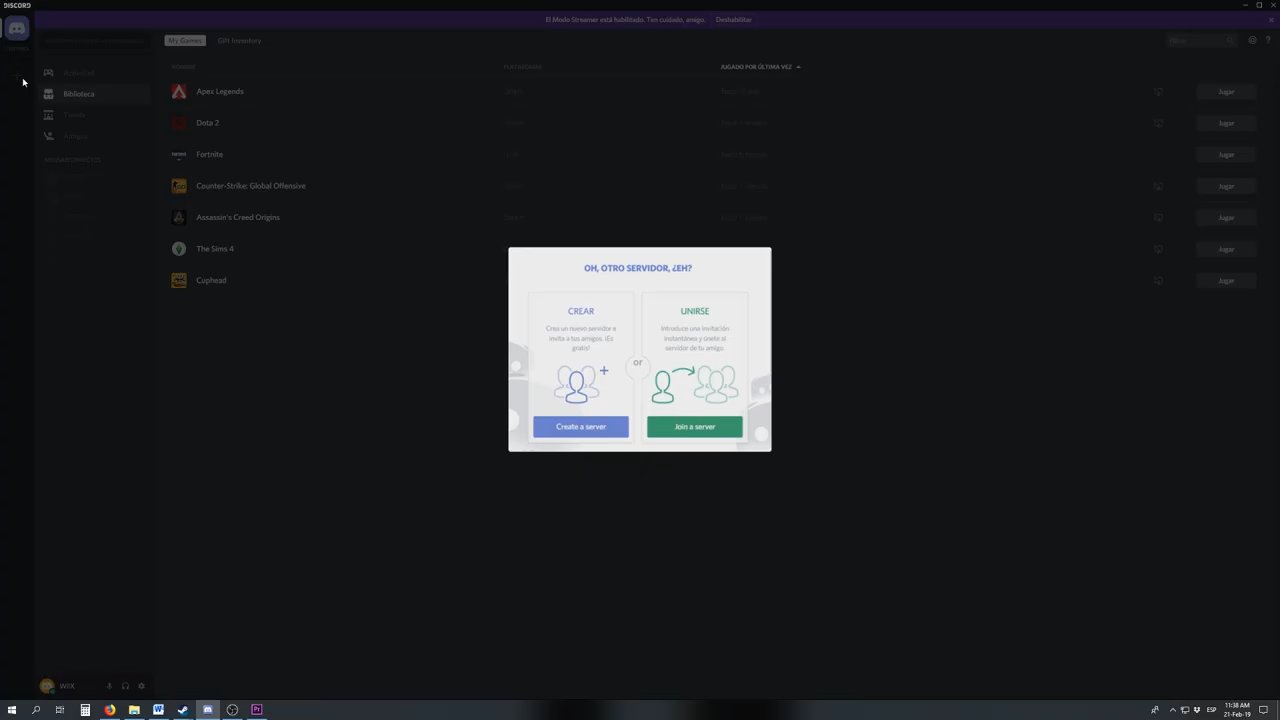 DISCORD
El Modo Streamer está habilitado. Ten cuidado, amigo. Deshabilitar
My Games Gift Inventory
JUGADO POR ÚLTIMA VEZ
Biblioteca
Tienda
Amigos
Apex Legends Jugar
Dota 2 Jugar
Fortnite Jugar
Counter-Strike: Global Offensive Jugar
Assassin's Creed Origins Jugar
The Sims 4 Jugar
Cuphead Jugar
OH, OTRO SERVIDOR, ¿EH?
CREAR
Crea un nuevo servidor e
invita a tus amigos. ¡Es
gratis!
Create a server
or
UNIRSE
Introduce una invitación
instantánea y únete al
servidor de tu amigo.
Join a server
WFX
ESP
11:38 AM
21-Feb-19